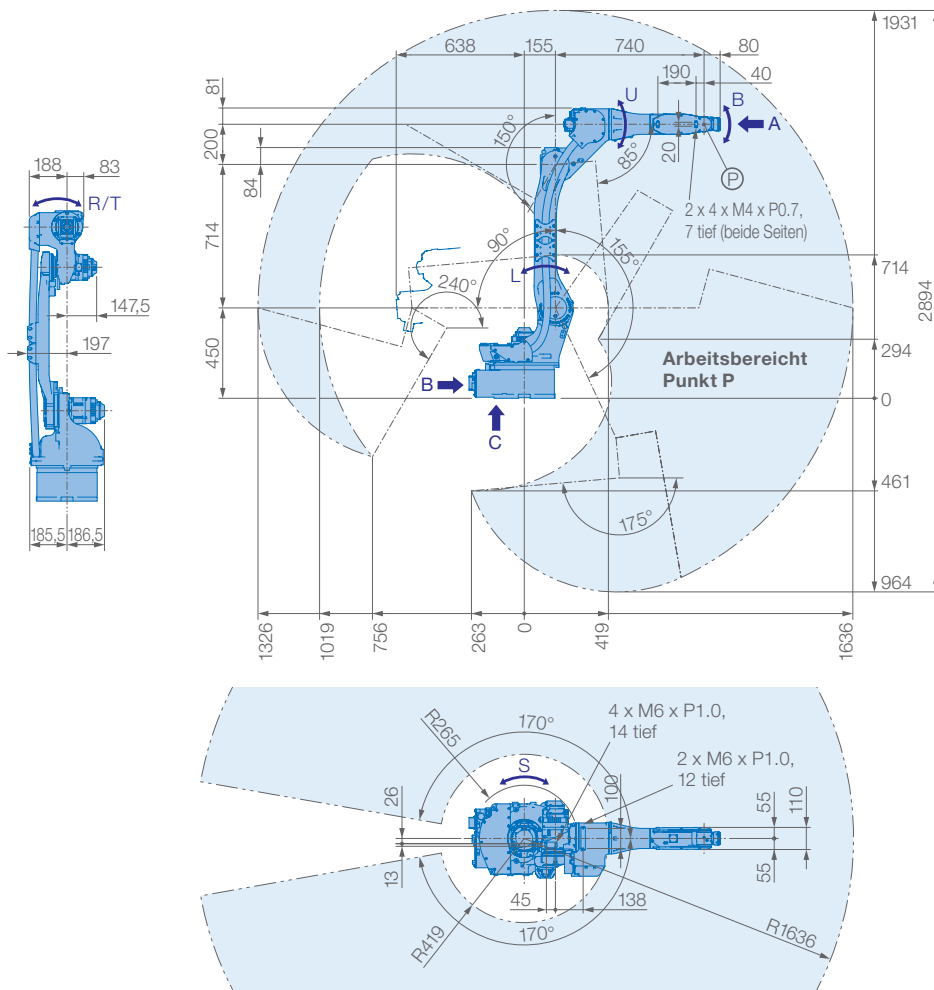 1931
638
155
740
80
81
190
40
U
B
A
150°
200
85°
20
P
188
83
84
R/T
2 x 4 x M4 x P0.7,
7 tief (beide Seiten)
714
90°
155°
714
2894
L
240°
147,5
450
197
294
Arbeitsbereicht
Punkt P
B
0
C
461
175°
185,5
186,5
964
1326
1019
756
263
0
419
1636
4 x M6 x P1.0,
14 tief
170°
R265
2 x M6 x P1.0,
12 tief
S
100
26
55
110
13
55
45
138
R419
170°
R1636